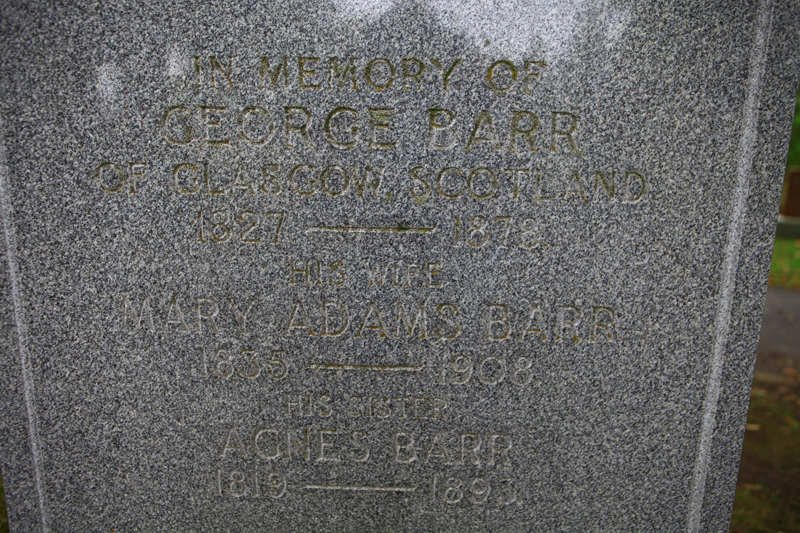 IN MEMORY OF
GEORGE BARR
OF GLASGOW, SCOTLAND
1827 — 1878
HIS WIFE
MARY ADAMS BARR
1835 — 1908
HIS SISTER
AGNES BARR
1819 — 1893